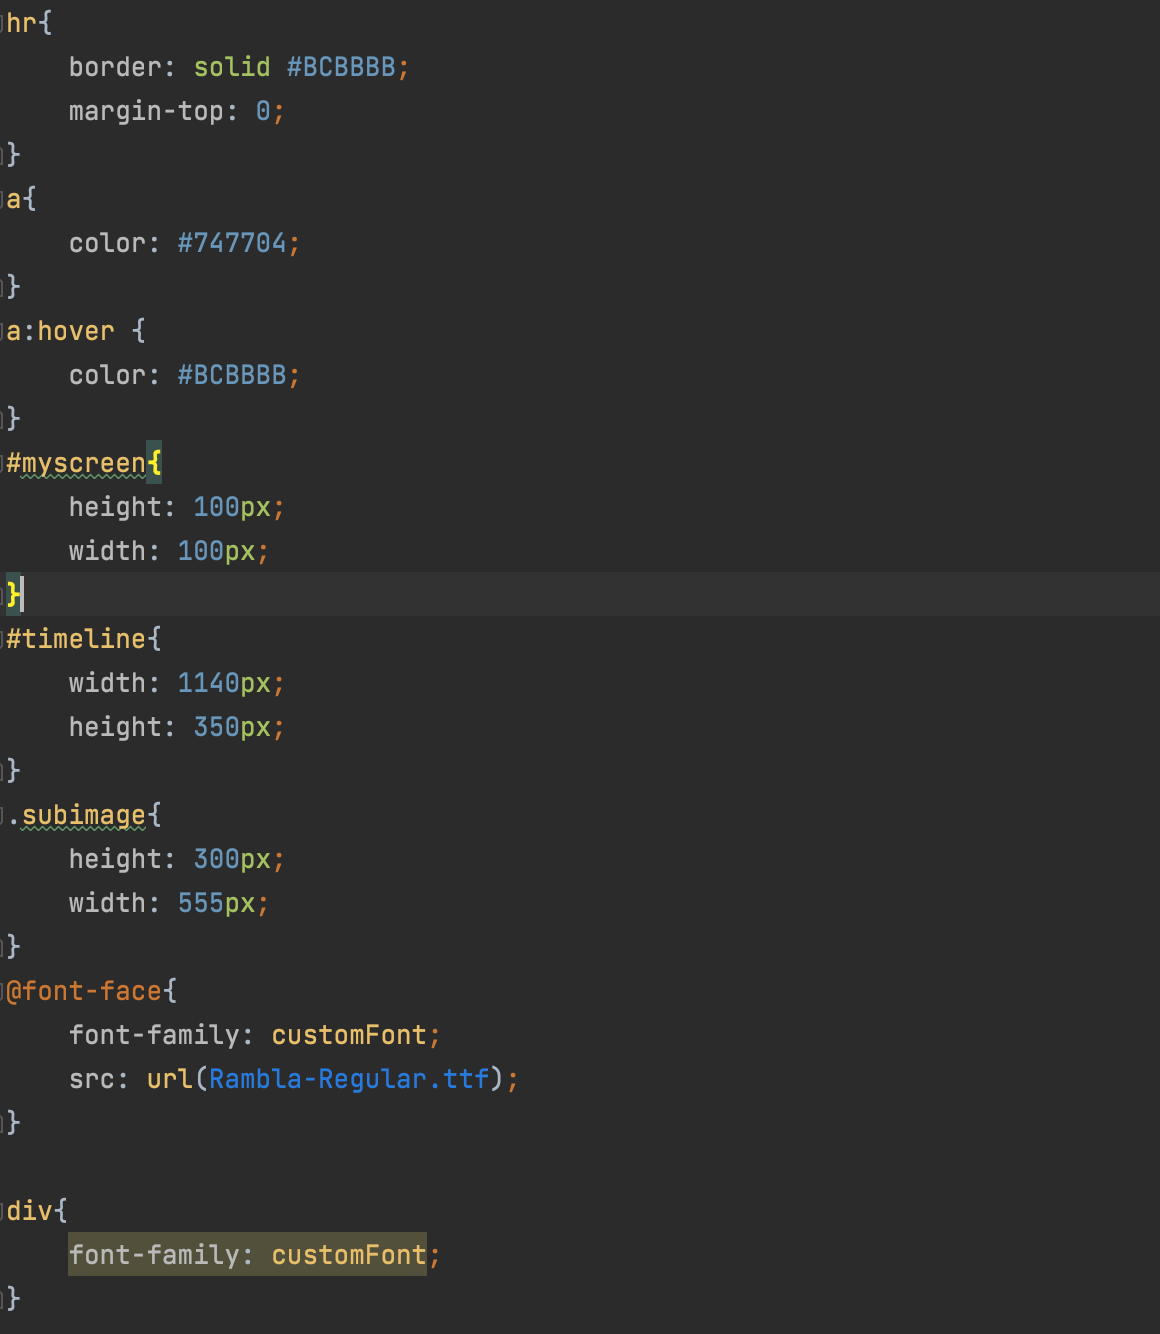 hr{
    border: solid #BCBBBB;
    margin-top: 0;
}
a{
    color: #747704;
}
a:hover {
    color: #BCBBBB;
}
#myscreen{
    height: 100px;
    width: 100px;
}
#timeline{
    width: 1140px;
    height: 350px;
}
.subimage{
    height: 300px;
    width: 555px;
}
@font-face{
    font-family: customFont;
    src: url(Rambla-Regular.ttf);
}

div{
    font-family: customFont;
}